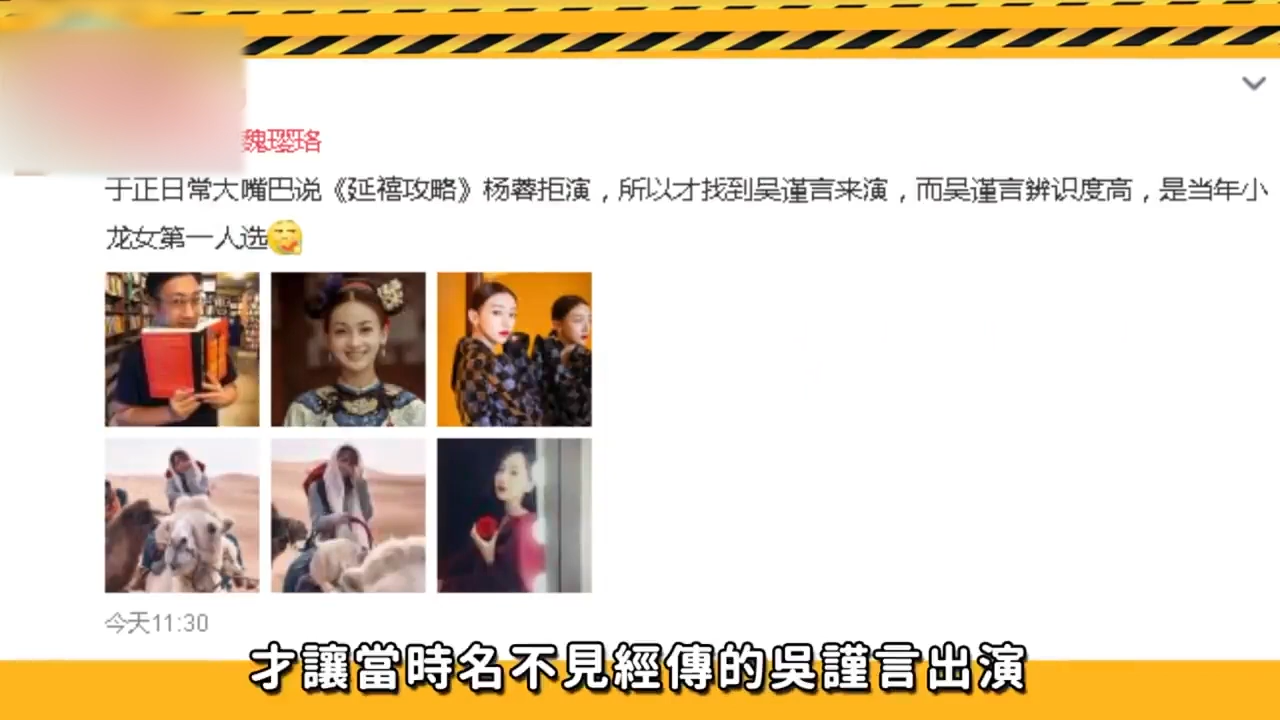 魏璎珞
于正日常大嘴巴说《延禧攻略》杨蓉拒演，所以才找到吴谨言来演，而吴谨言辨识度高，是当年小
龙女第一人选
今天11:30
才讓當時名不見經傳的吳謹言出演